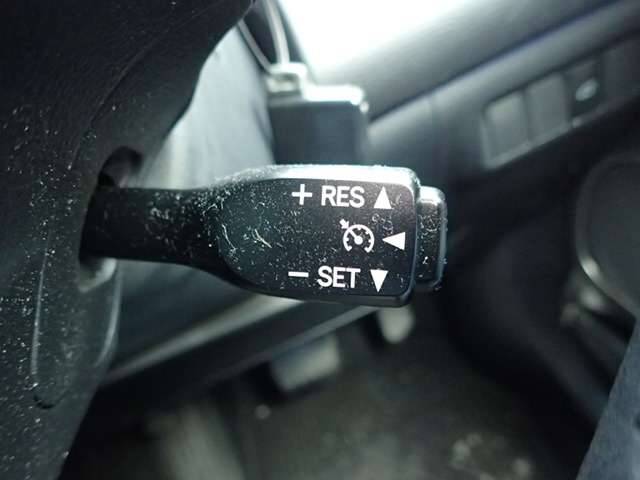 + RES ▲
◀
− SET ▼